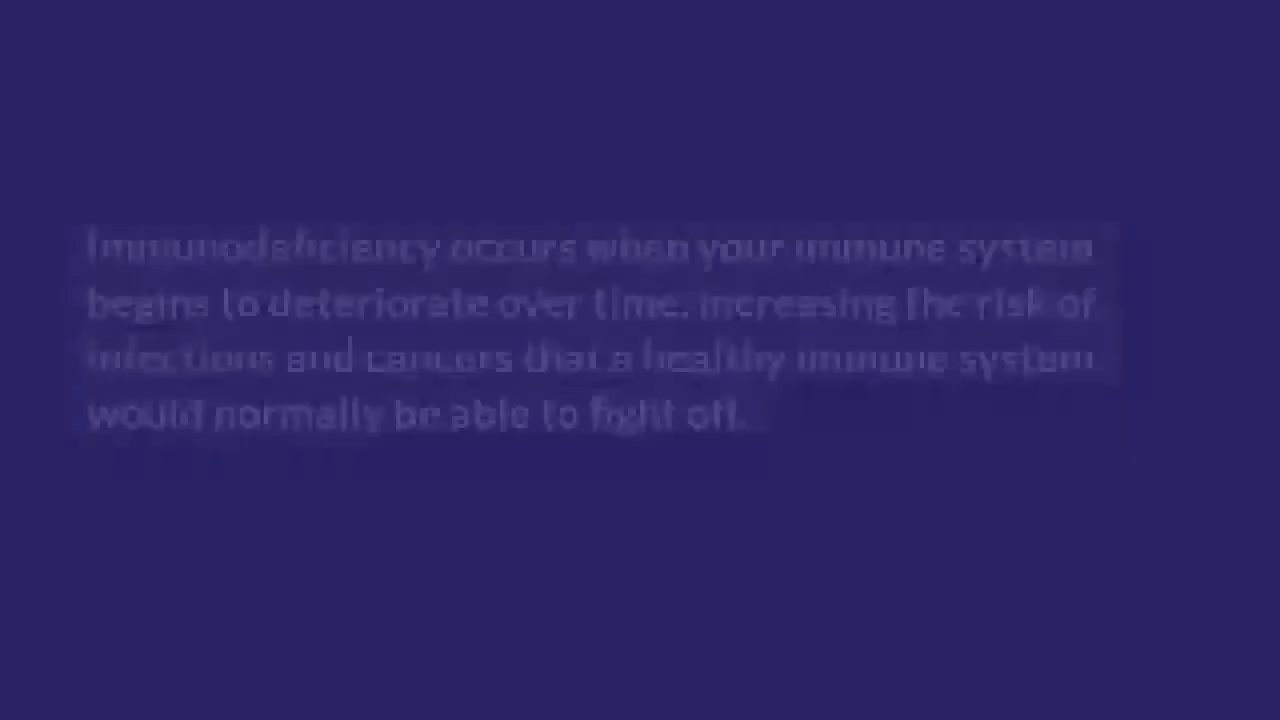 Immunodeficiency occurs when your immune system
begins to deteriorate over time, increasing the risk of
infections and cancers that a healthy immune system
would normally be able to fight off.